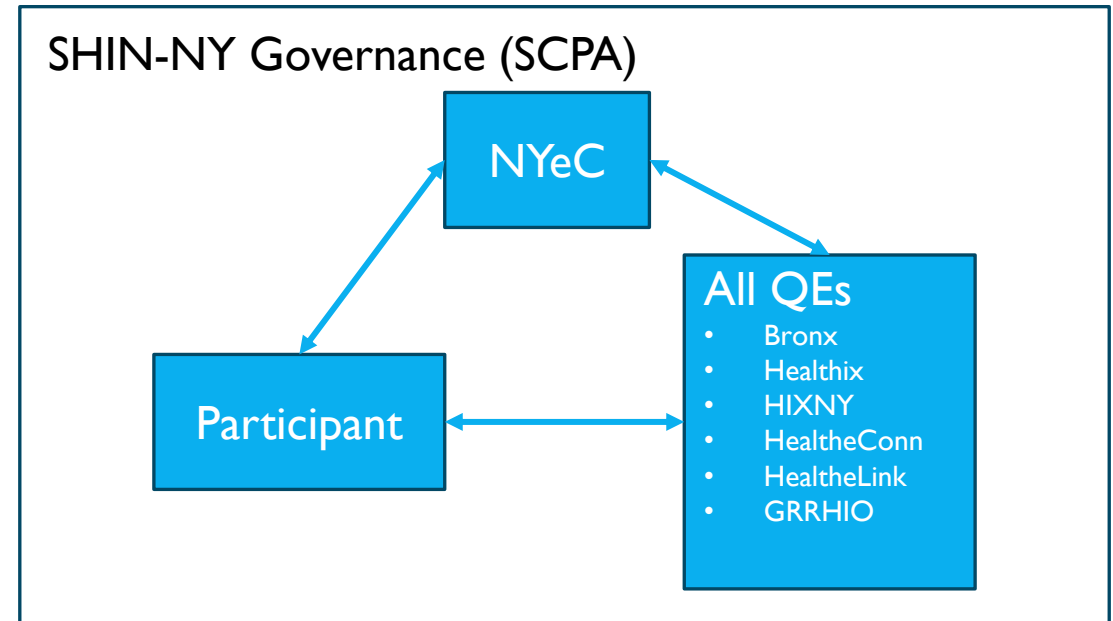 SHIN-NY Governance (SCPA)
NYeC
All QEs
• Bronx
• Healthix
• HIXNY
• HealtheConn
• HealtheLink
• GRRHIO
Participant